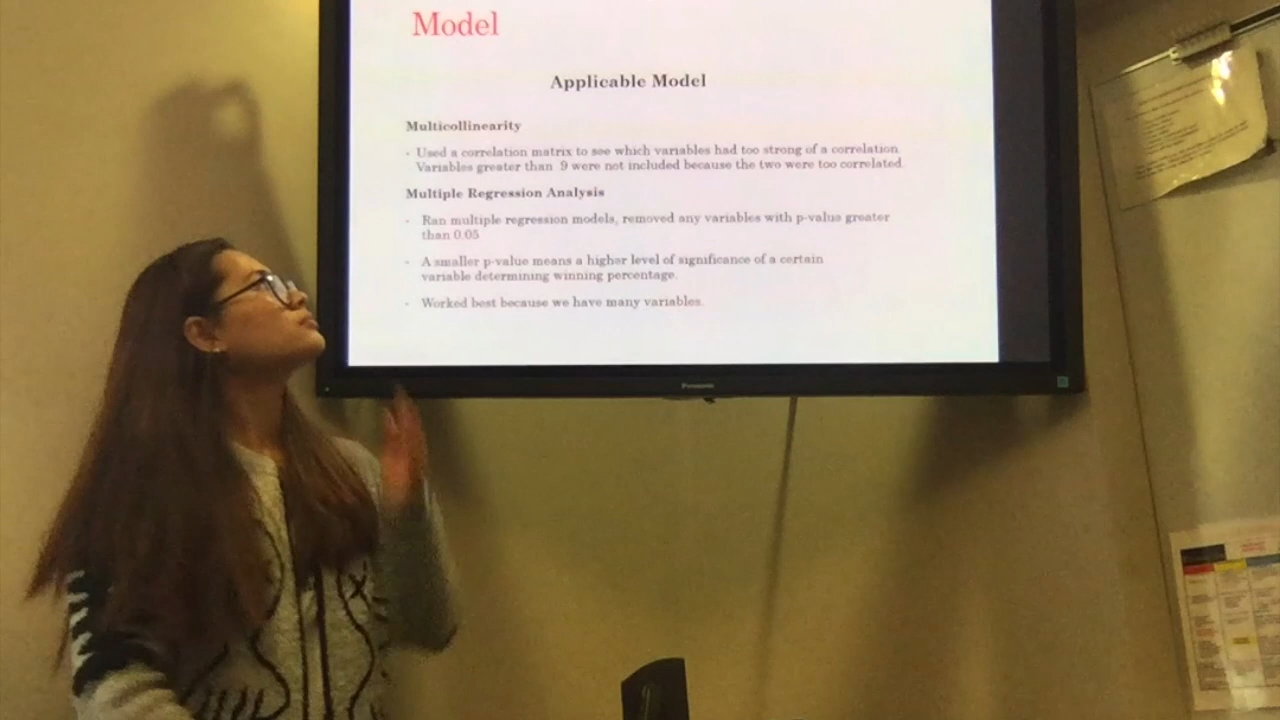 Model
Applicable Model
Multicollinearity
- Used a correlation matrix to see which variables had too strong of a correlation.
Variables greater than .9 were not included because the two were too correlated.
Multiple Regression Analysis
- Ran multiple regression models, removed any variables with p-value greater
than 0.05
- A smaller p-value means a higher level of significance of a certain
variable determining winning percentage.
- Worked best because we have many variables.
Panasonic